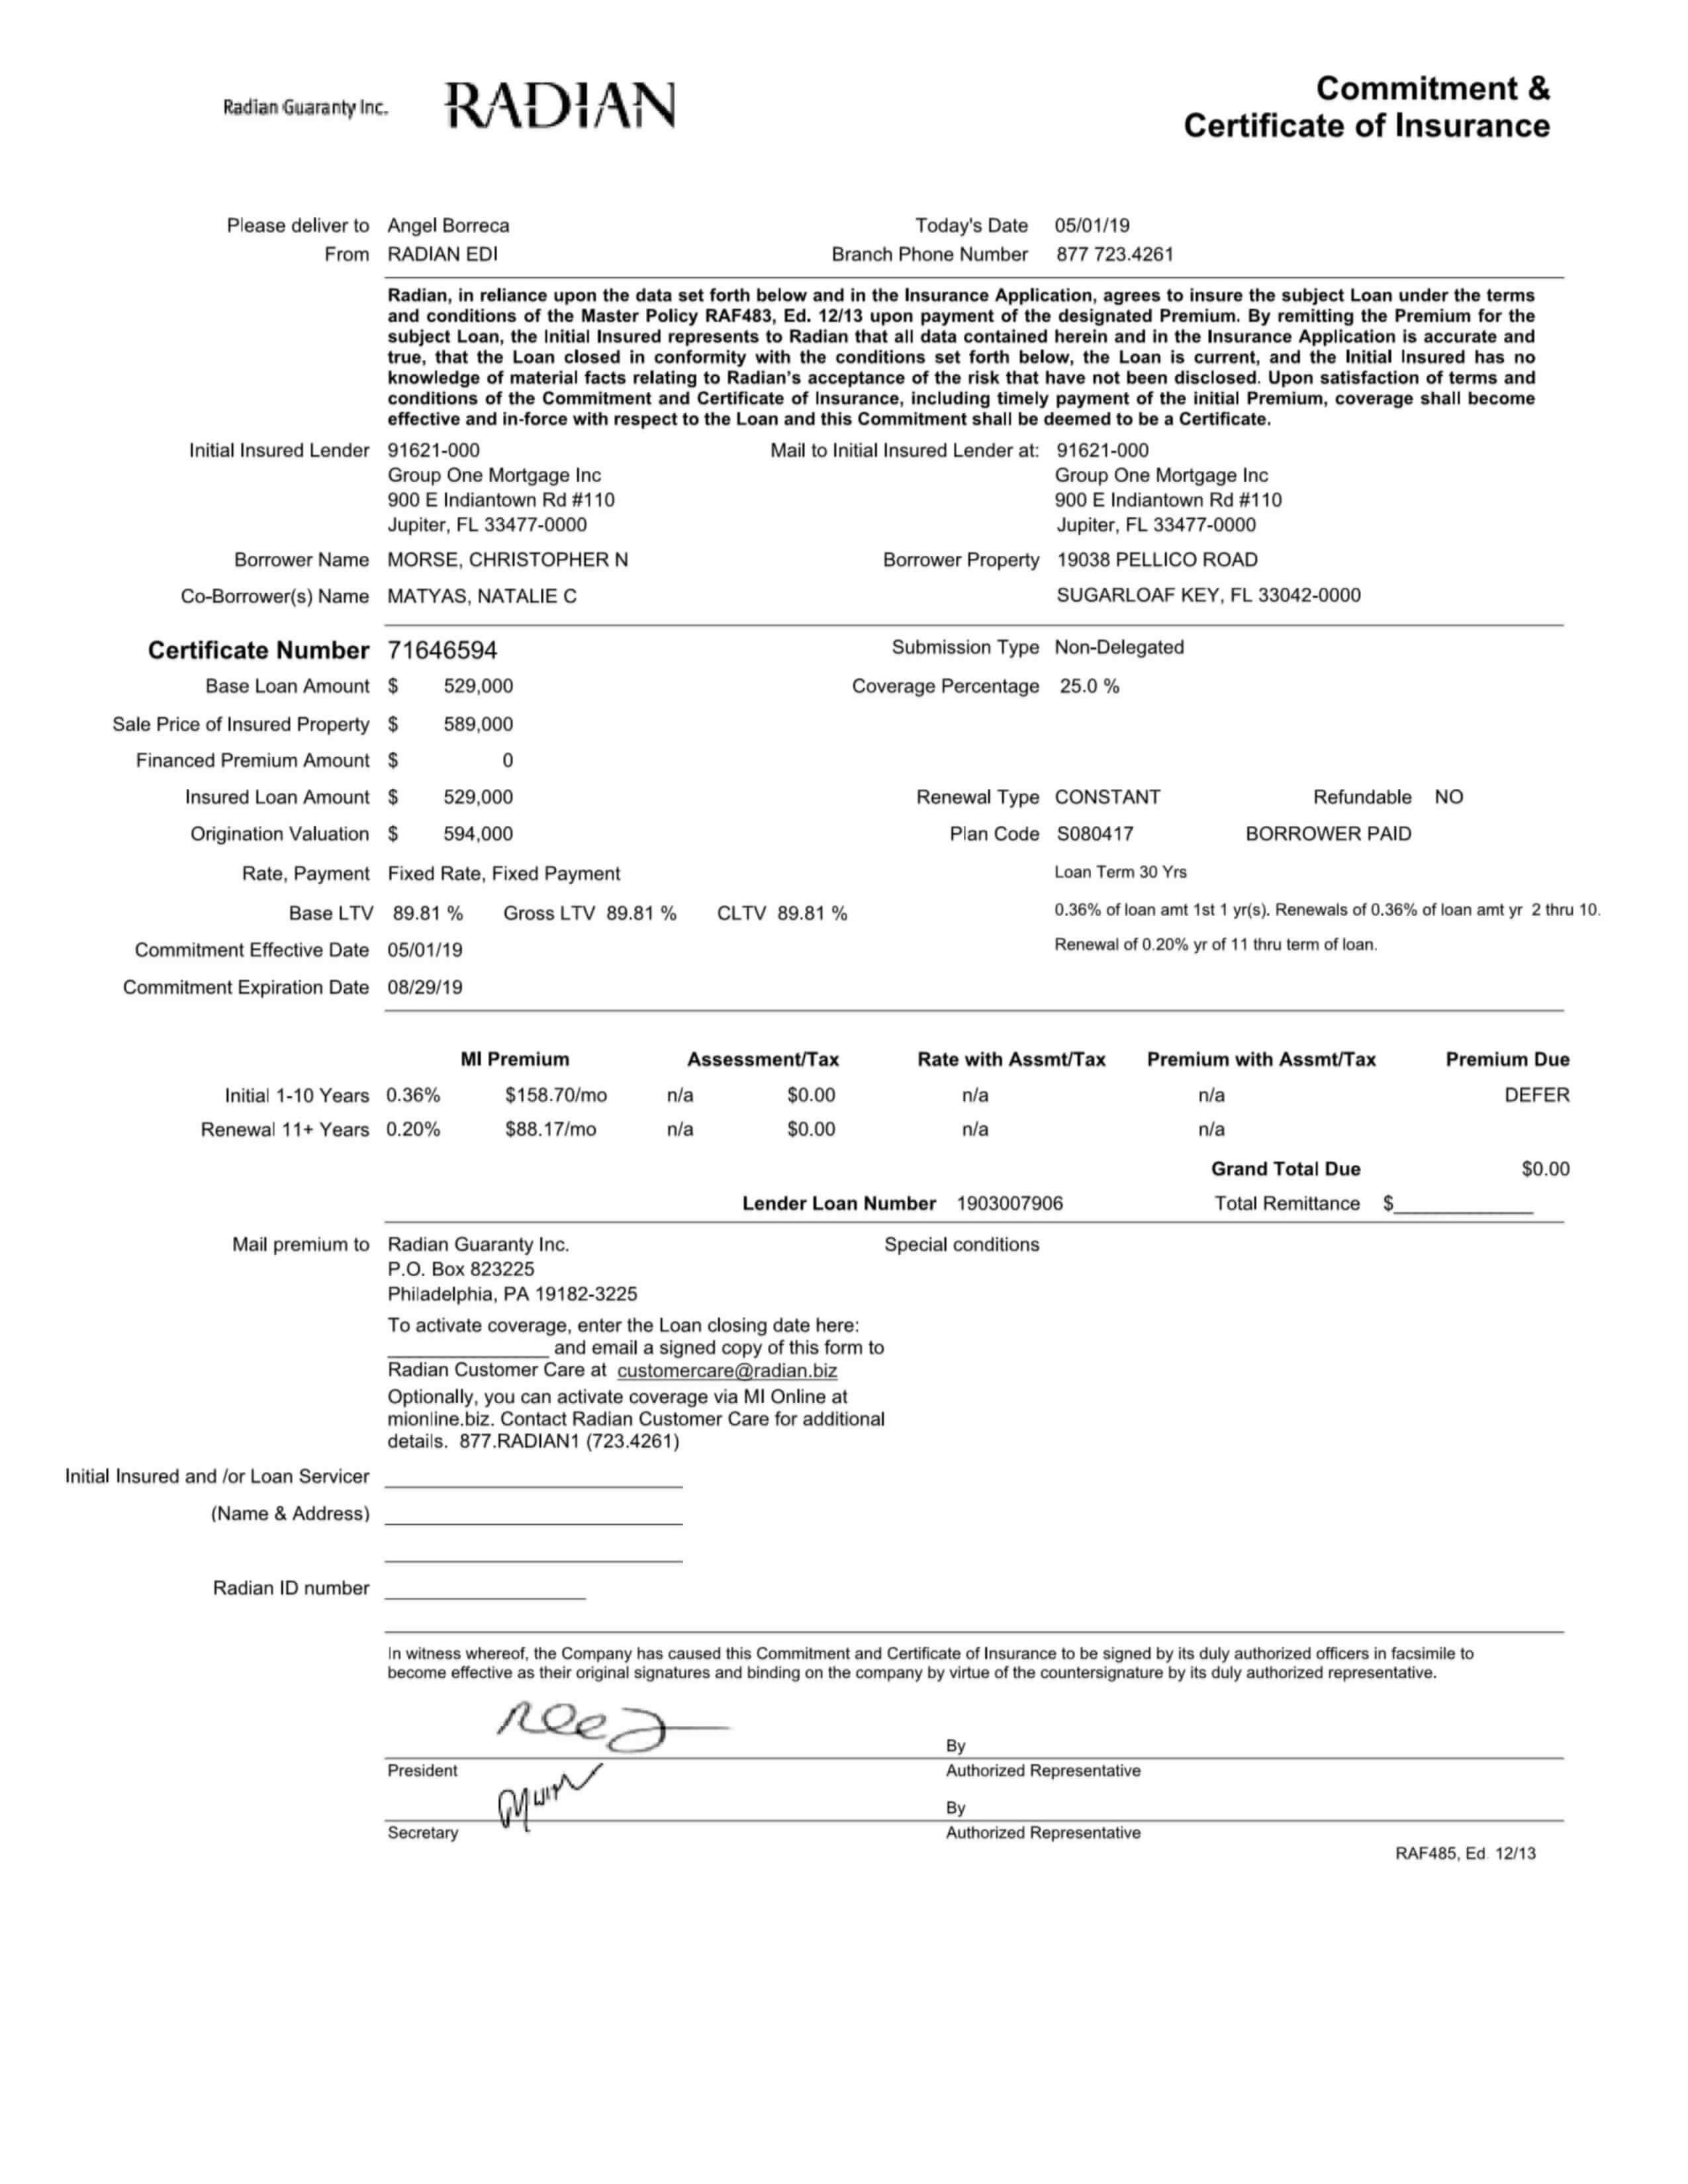 Radian Guaranty Inc. RADIAN
Commitment &
Certificate of Insurance
Please deliver to Angel Borreca Today's Date 05/01/19
From RADIAN EDI Branch Phone Number 877 723.4261
Radian, in reliance upon the data set forth below and in the Insurance Application, agrees to insure the subject Loan under the terms
and conditions of the Master Policy RAF483, Ed. 12/13 upon payment of the designated Premium. By remitting the Premium for the
subject Loan, the Initial Insured represents to Radian that all data contained herein and in the Insurance Application is accurate and
true, that the Loan closed in conformity with the conditions set forth below, the Loan is current, and the Initial Insured has no
knowledge of material facts relating to Radian's acceptance of the risk that have not been disclosed. Upon satisfaction of terms and
conditions of the Commitment and Certificate of Insurance, including timely payment of the initial Premium, coverage shall become
effective and in-force with respect to the Loan and this Commitment shall be deemed to be a Certificate.
Initial Insured Lender 91621-000 Mail to Initial Insured Lender at: 91621-000
Group One Mortgage Inc Group One Mortgage Inc
900 E Indiantown Rd #110 900 E Indiantown Rd #110
Jupiter, FL 33477-0000 Jupiter, FL 33477-0000
Borrower Name MORSE, CHRISTOPHER N Borrower Property 19038 PELLICO ROAD
Co-Borrower(s) Name MATYAS, NATALIE C SUGARLOAF KEY, FL 33042-0000
Certificate Number 71646594 Submission Type Non-Delegated
Base Loan Amount $ 529,000 Coverage Percentage 25.0 %
Sale Price of Insured Property $ 589,000
Financed Premium Amount $ 0
Insured Loan Amount $ 529,000 Renewal Type CONSTANT Refundable NO
Origination Valuation $ 594,000 Plan Code S080417 BORROWER PAID
Rate, Payment Fixed Rate, Fixed Payment Loan Term 30 Yrs
Base LTV 89.81 % Gross LTV 89.81 % CLTV 89.81 % 0.36% of loan amt 1st 1 yr(s). Renewals of 0.36% of loan amt yr 2 thru 10.
Commitment Effective Date 05/01/19 Renewal of 0.20% yr of 11 thru term of loan.
Commitment Expiration Date 08/29/19
MI Premium Assessment/Tax Rate with Assmt/Tax Premium with Assmt/Tax Premium Due
Initial 1-10 Years 0.36% $158.70/mo n/a $0.00 n/a n/a DEFER
Renewal 11+ Years 0.20% $88.17/mo n/a $0.00 n/a n/a
Grand Total Due $0.00
Lender Loan Number 1903007906 Total Remittance $_____________
Mail premium to Radian Guaranty Inc. Special conditions
P.O. Box 823225
Philadelphia, PA 19182-3225
To activate coverage, enter the Loan closing date here:
_______________ and email a signed copy of this form to
Radian Customer Care at customercare@radian.biz
Optionally, you can activate coverage via MI Online at
mionline.biz. Contact Radian Customer Care for additional
details. 877.RADIAN1 (723.4261)
Initial Insured and /or Loan Servicer
(Name & Address)
Radian ID number
In witness whereof, the Company has caused this Commitment and Certificate of Insurance to be signed by its duly authorized officers in facsimile to
become effective as their original signatures and binding on the company by virtue of the countersignature by its duly authorized representative.
By
President Authorized Representative
By
Secretary Authorized Representative
RAF485, Ed. 12/13